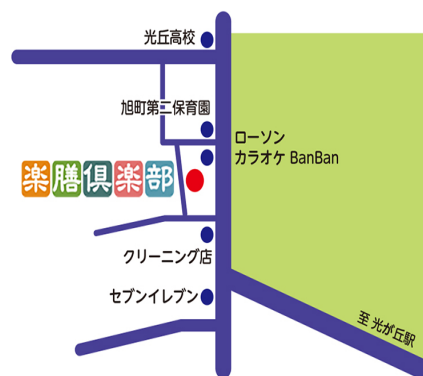 光丘高校
旭町第二保育園
ローソン
カラオケ BanBan
楽膳倶楽部
クリーニング店
セブンイレブン
至 光が丘駅